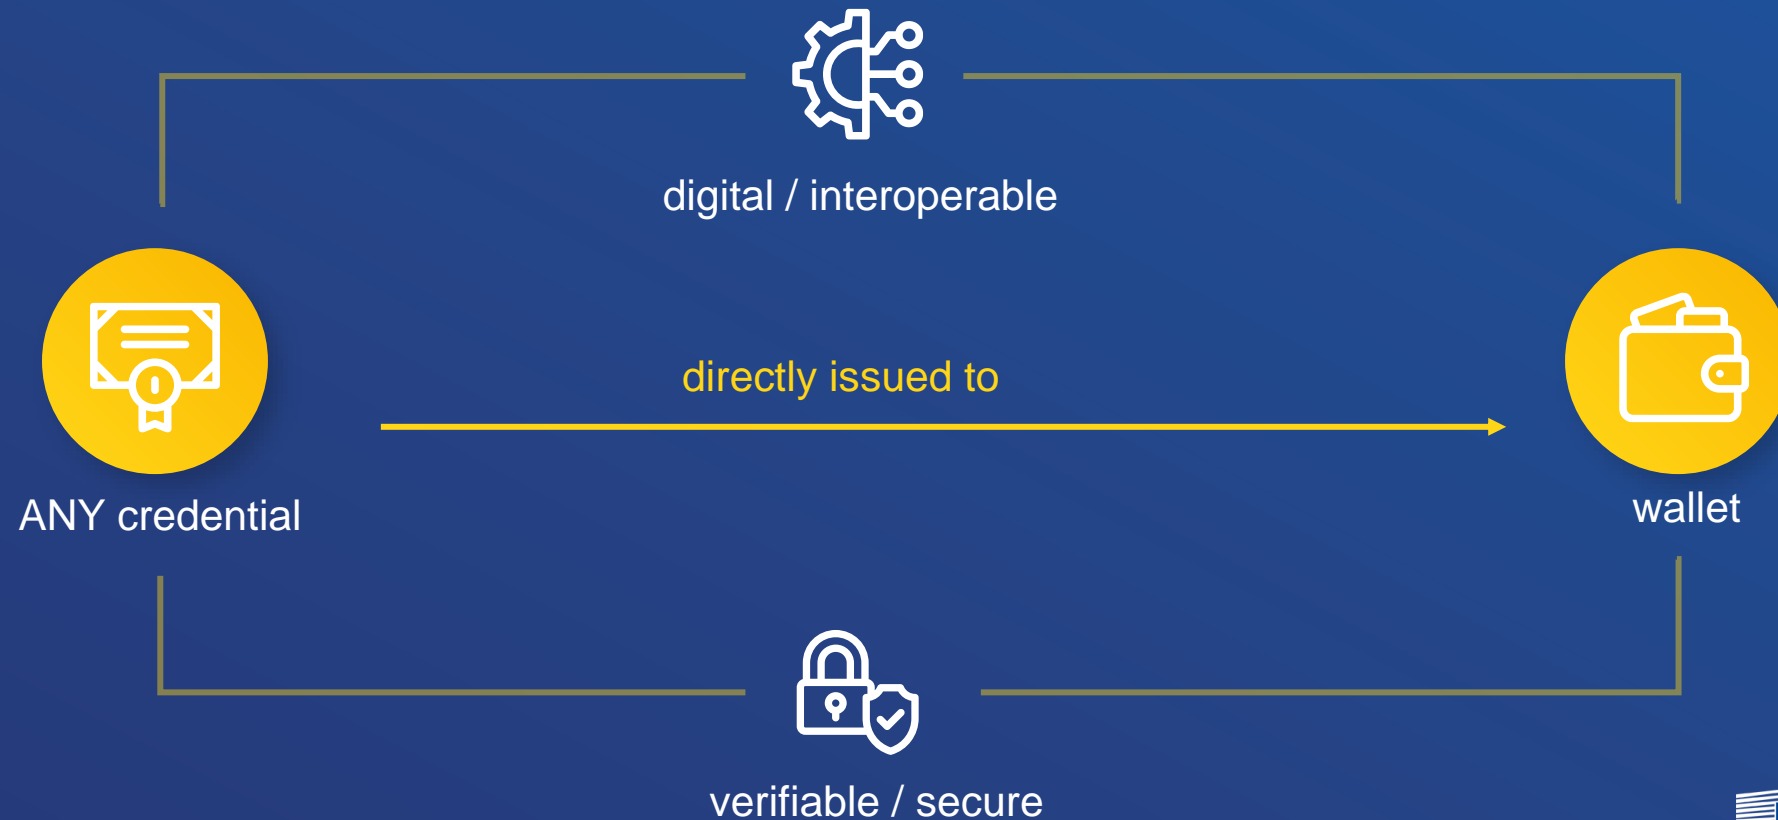 digital / interoperable
directly issued to
ANY credential
wallet
verifiable / secure